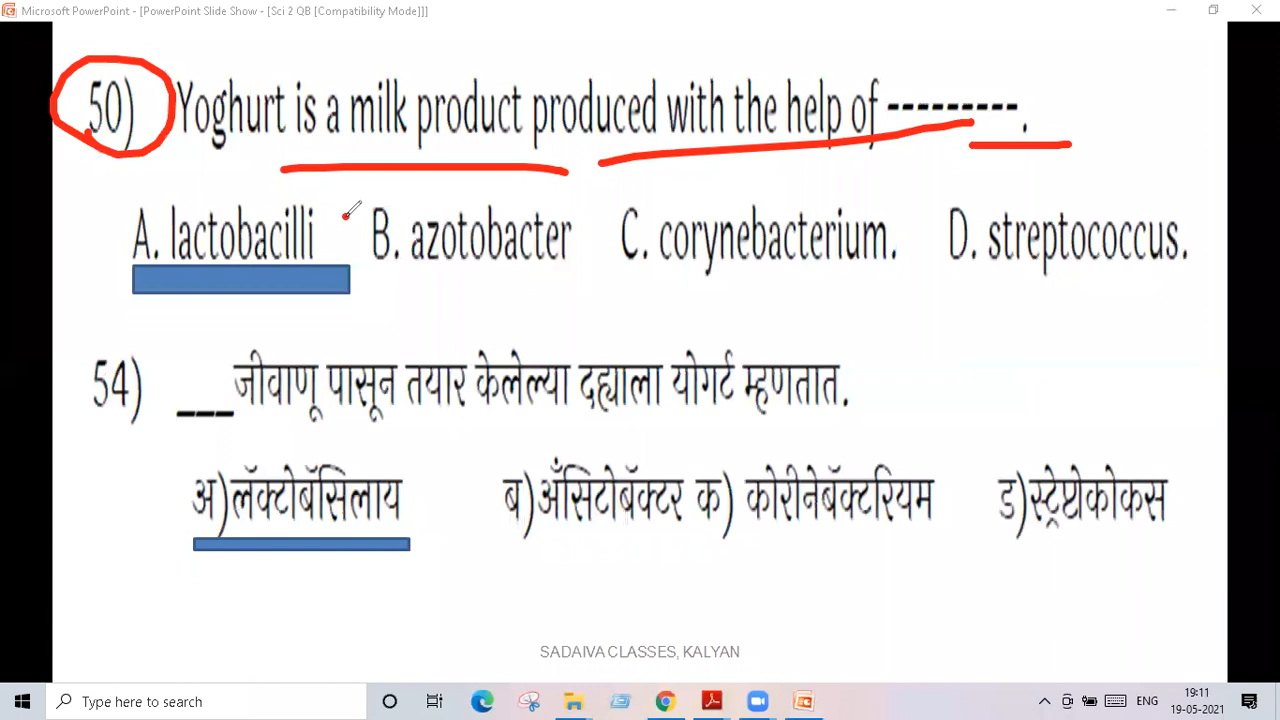 Microsoft PowerPoint - [PowerPoint Slide Show - [Sci 2 QB [Compatibility Mode]]]
50) Yoghurt is a milk product produced with the help of ---------.
A. lactobacilli B. azotobacter C. corynebacterium. D. streptococcus.
54) ___जीवाणू पासून तयार केलेल्या दह्याला योगर्ट म्हणतात.
अ)लॅक्टोबॅसिलाय ब)अँसिटोबॅक्टर क) कोरीनेबॅक्टरियम ड)स्ट्रेप्टोकोकस
SADAIVA CLASSES, KALYAN
Type here to search
ENG
19:11
19-05-2021